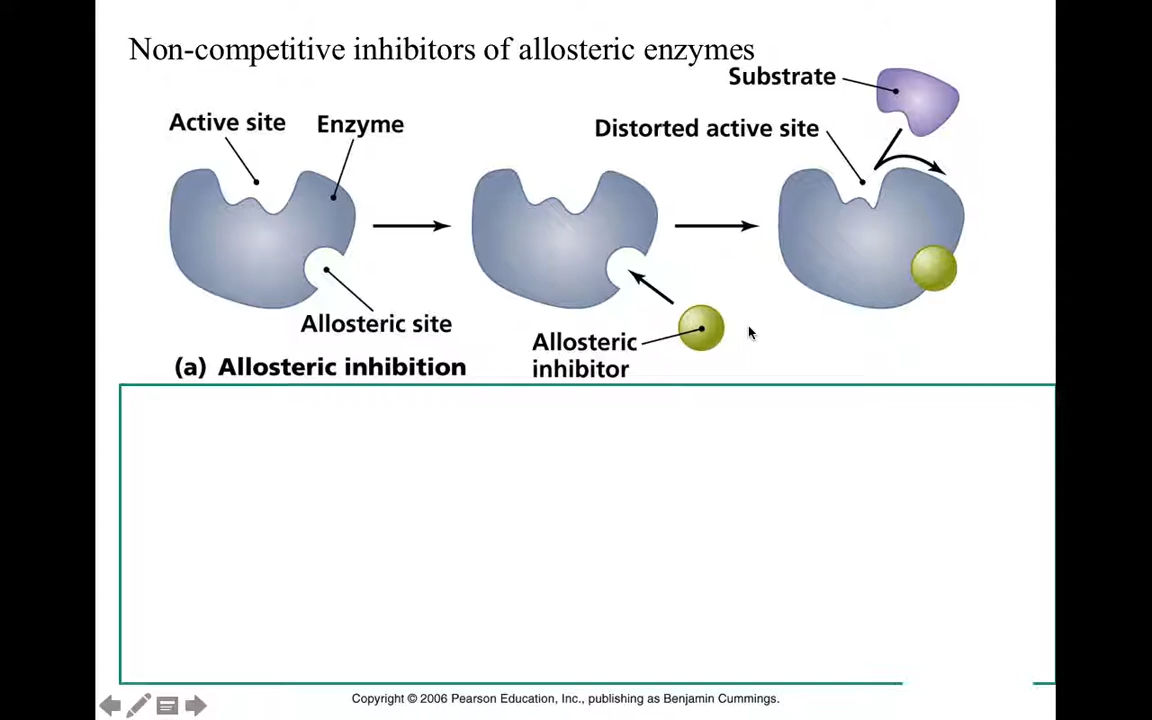 Non-competitive inhibitors of allosteric enzymes
Substrate
Active site
Enzyme
Distorted active site
Allosteric site
Allosteric
inhibitor
(a) Allosteric inhibition
Copyright © 2006 Pearson Education, Inc., publishing as Benjamin Cummings.